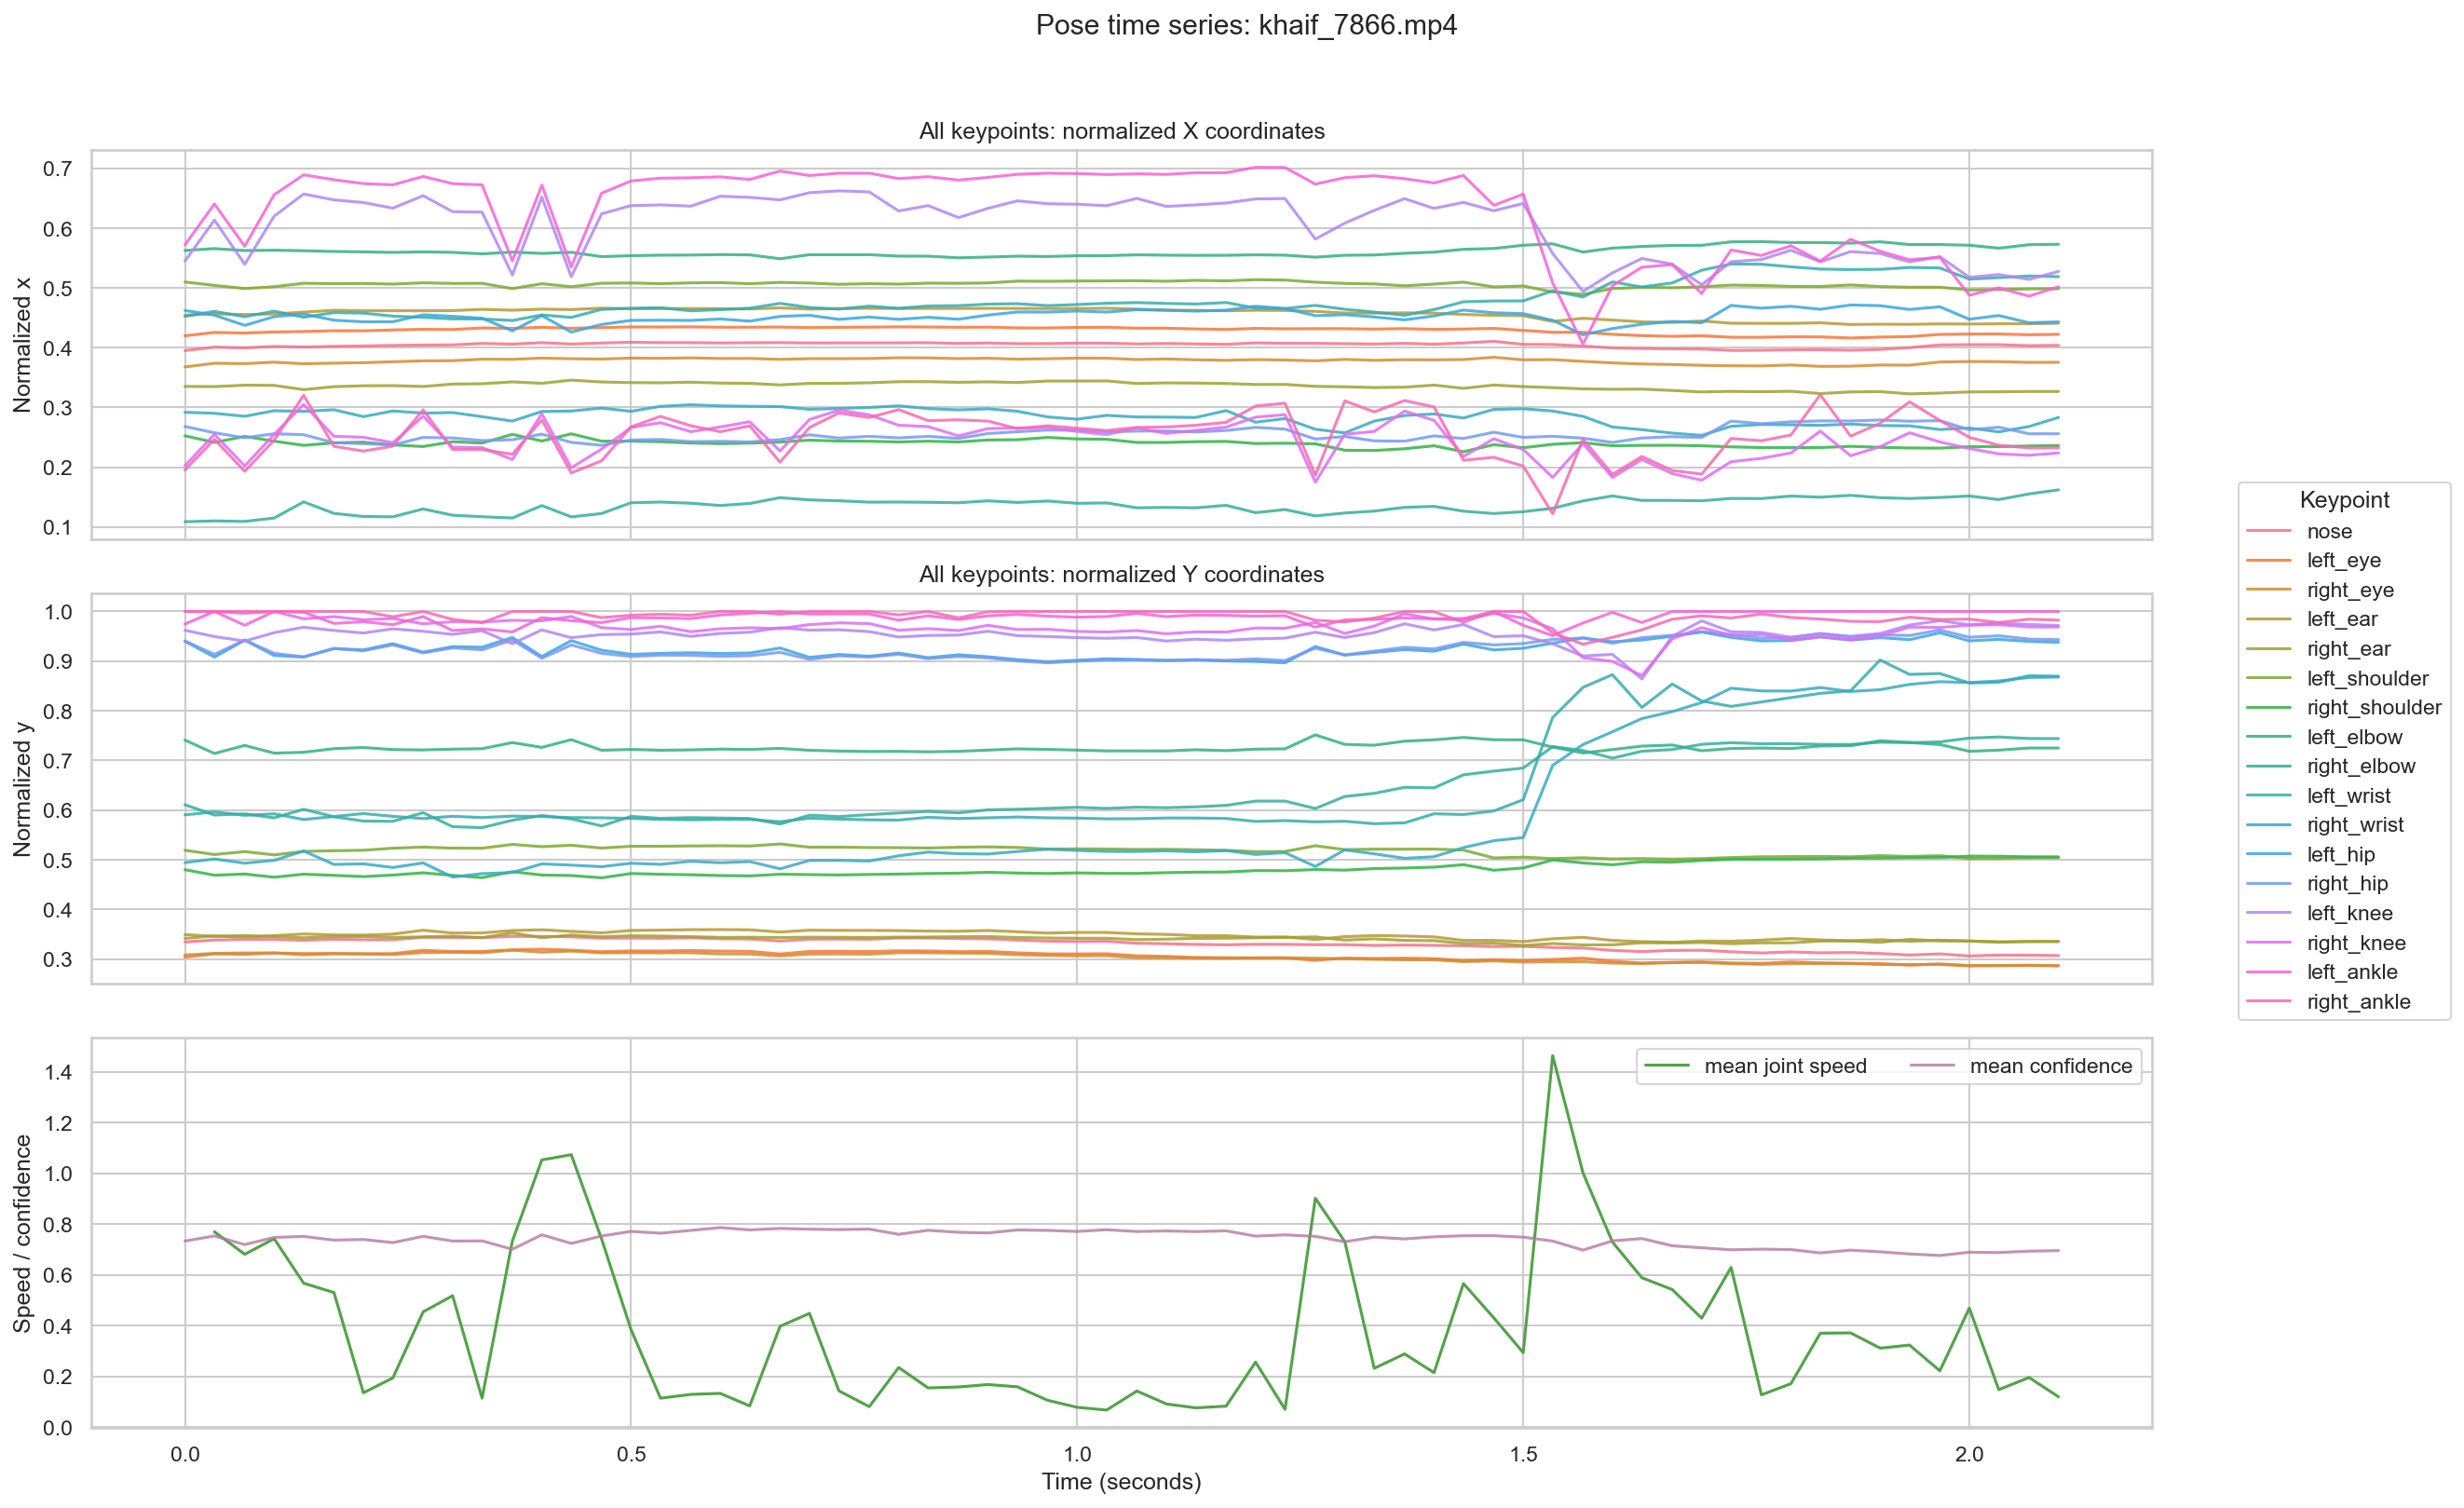 Pose time series: khaif_7866.mp4
All keypoints: normalized X coordinates
Normalized x
0.7
0.6
0.5
0.4
0.3
0.2
0.1
All keypoints: normalized Y coordinates
Normalized y
1.0
0.9
0.8
0.7
0.6
0.5
0.4
0.3
Keypoint
nose
left_eye
right_eye
left_ear
right_ear
left_shoulder
right_shoulder
left_elbow
right_elbow
left_wrist
right_wrist
left_hip
right_hip
left_knee
right_knee
left_ankle
right_ankle
mean joint speed mean confidence
Speed / confidence
1.4
1.2
1.0
0.8
0.6
0.4
0.2
0.0
0.0 0.5 1.0 1.5 2.0
Time (seconds)